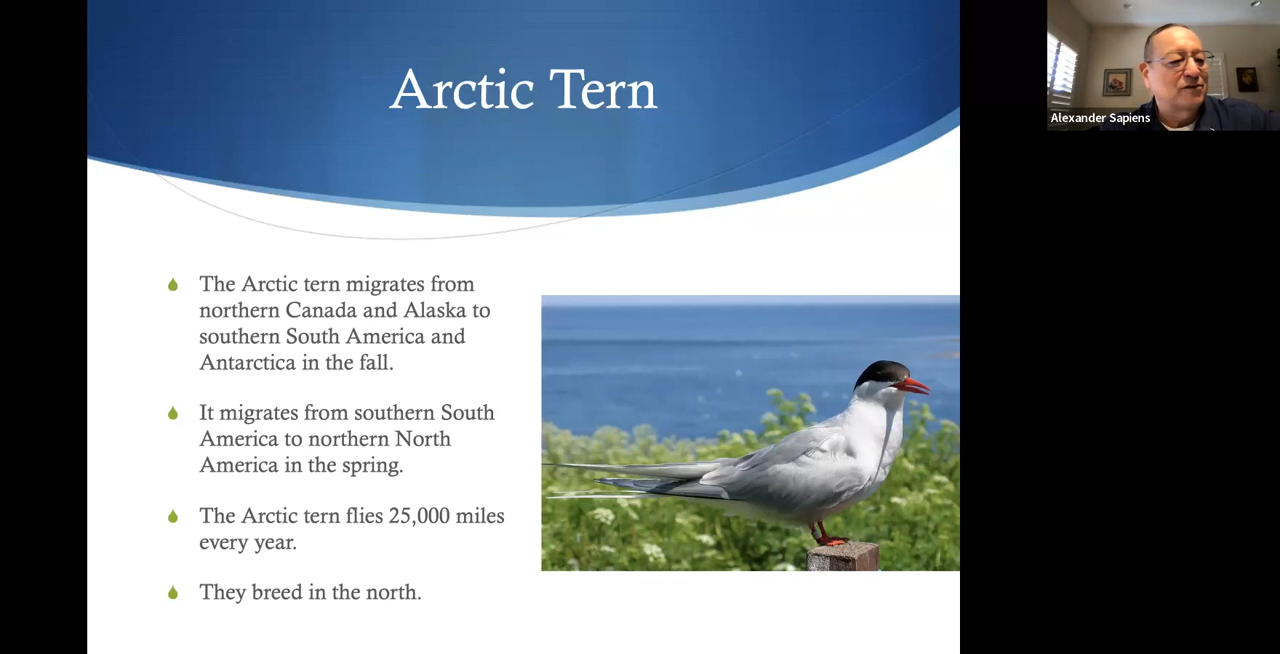 Arctic Tern
Alexander Sapiens
The Arctic tern migrates from
northern Canada and Alaska to
southern South America and
Antarctica in the fall.
It migrates from southern South
America to northern North
America in the spring.
The Arctic tern flies 25,000 miles
every year.
They breed in the north.